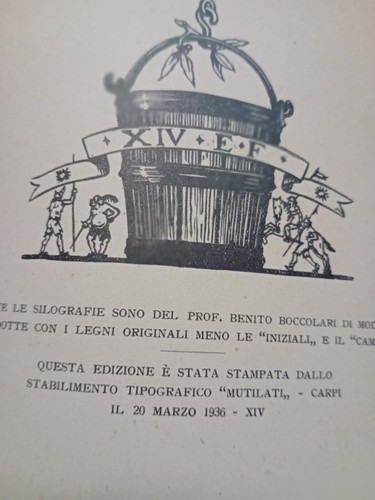 XIV • E • F
E LE SILOGRAFIE SONO DEL PROF. BENITO BOCCOLARI DI MOD
OTTE CON I LEGNI ORIGINALI MENO LE "INIZIALI„ E IL "CAM
QUESTA EDIZIONE È STATA STAMPATA DALLO
STABILIMENTO TIPOGRAFICO "MUTILATI„ - CARPI
IL 20 MARZO 1936 - XIV